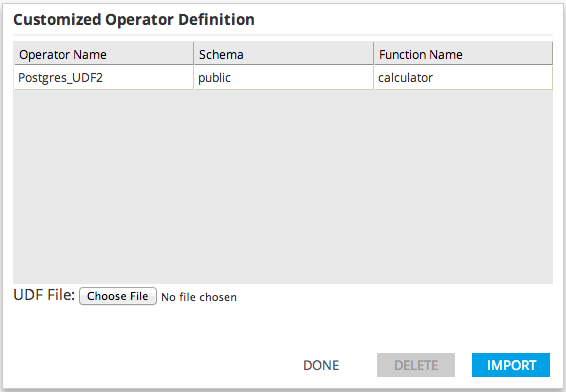 Customized Operator Definition
Operator Name Schema Function Name
Postgres_UDF2 public calculator
UDF File: Choose File No file chosen
DONE DELETE IMPORT